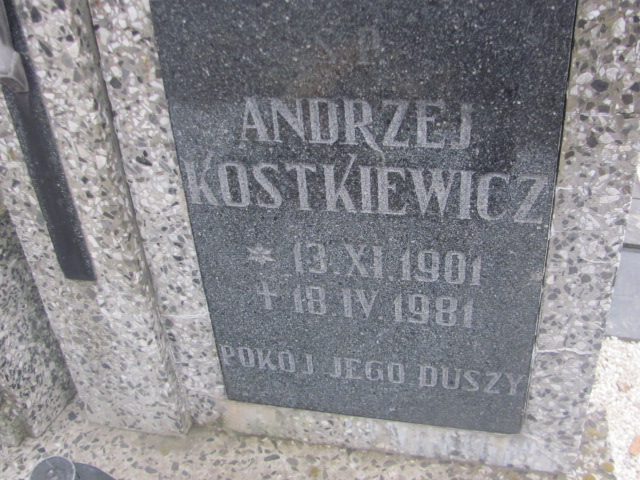 Ś.P.
ANDRZEJ
KOSTKIEWICZ
* 13.XI.1901
+ 18.IV.1981
POKÓJ JEGO DUSZY